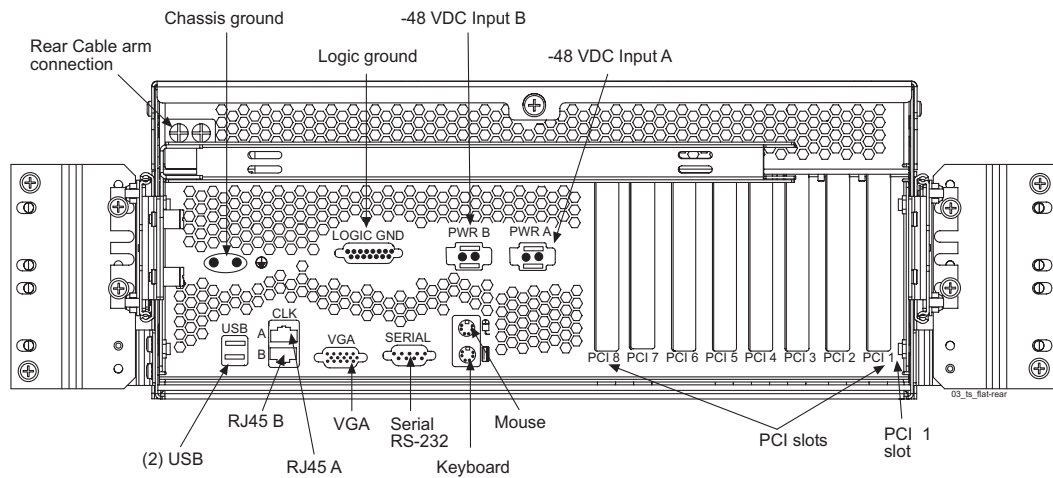 Chassis ground
-48 VDC Input B
Rear Cable arm
connection
Logic ground
-48 VDC Input A
LOGIC GND
PWR B
PWR A
CLK
USB
A
B
VGA
SERIAL
PCI 8
PCI 7
PCI 6
PCI 5
PCI 4
PCI 3
PCI 2
PCI 1
03_ts_flat-rear
RJ45 B
VGA
Serial
RS-232
Mouse
PCI slots
PCI 1
slot
(2) USB
RJ45 A
Keyboard